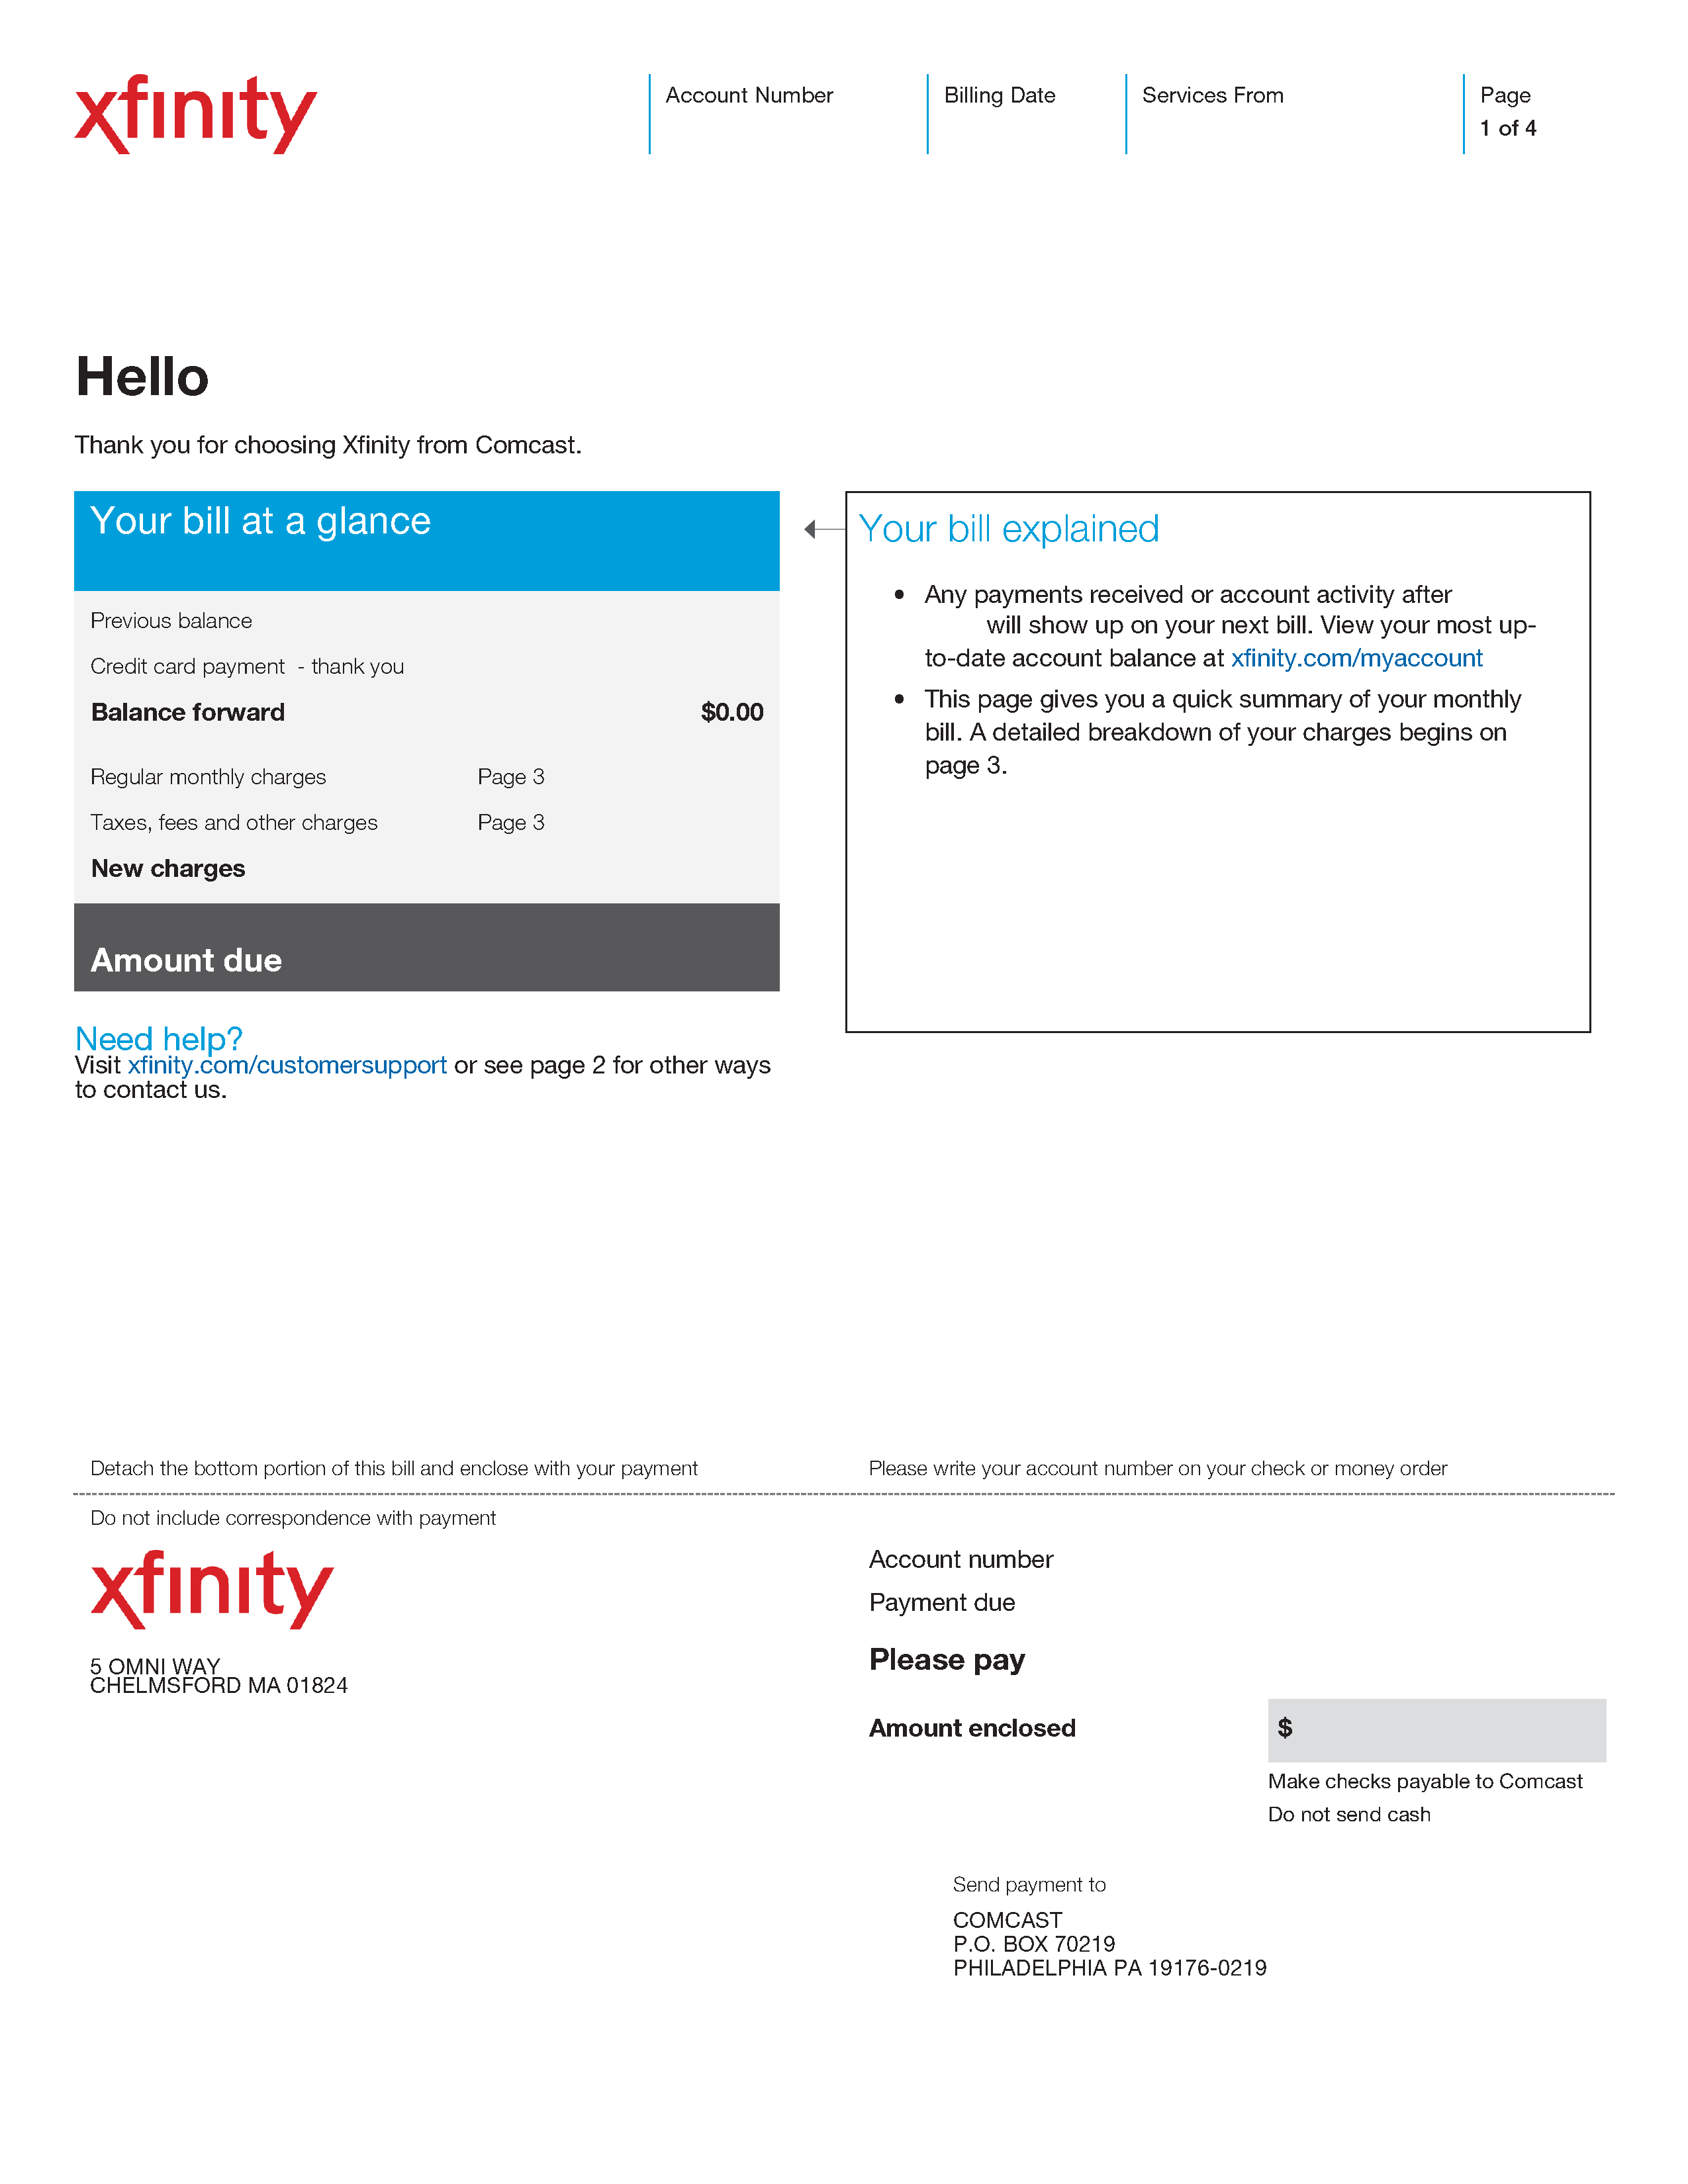 xfinity
Account Number
Billing Date
Services From
Page
1 of 4
Hello
Thank you for choosing Xfinity from Comcast.
Your bill at a glance
Previous balance
Credit card payment - thank you
Balance forward $0.00
Regular monthly charges Page 3
Taxes, fees and other charges Page 3
New charges
Amount due
Need help?
Visit xfinity.com/customersupport or see page 2 for other ways
to contact us.
Your bill explained
• Any payments received or account activity after
will show up on your next bill. View your most up-
to-date account balance at xfinity.com/myaccount
• This page gives you a quick summary of your monthly
bill. A detailed breakdown of your charges begins on
page 3.
Detach the bottom portion of this bill and enclose with your payment
Please write your account number on your check or money order
Do not include correspondence with payment
xfinity
5 OMNI WAY
CHELMSFORD MA 01824
Account number
Payment due
Please pay
Amount enclosed $
Make checks payable to Comcast
Do not send cash
Send payment to
COMCAST
P.O. BOX 70219
PHILADELPHIA PA 19176-0219